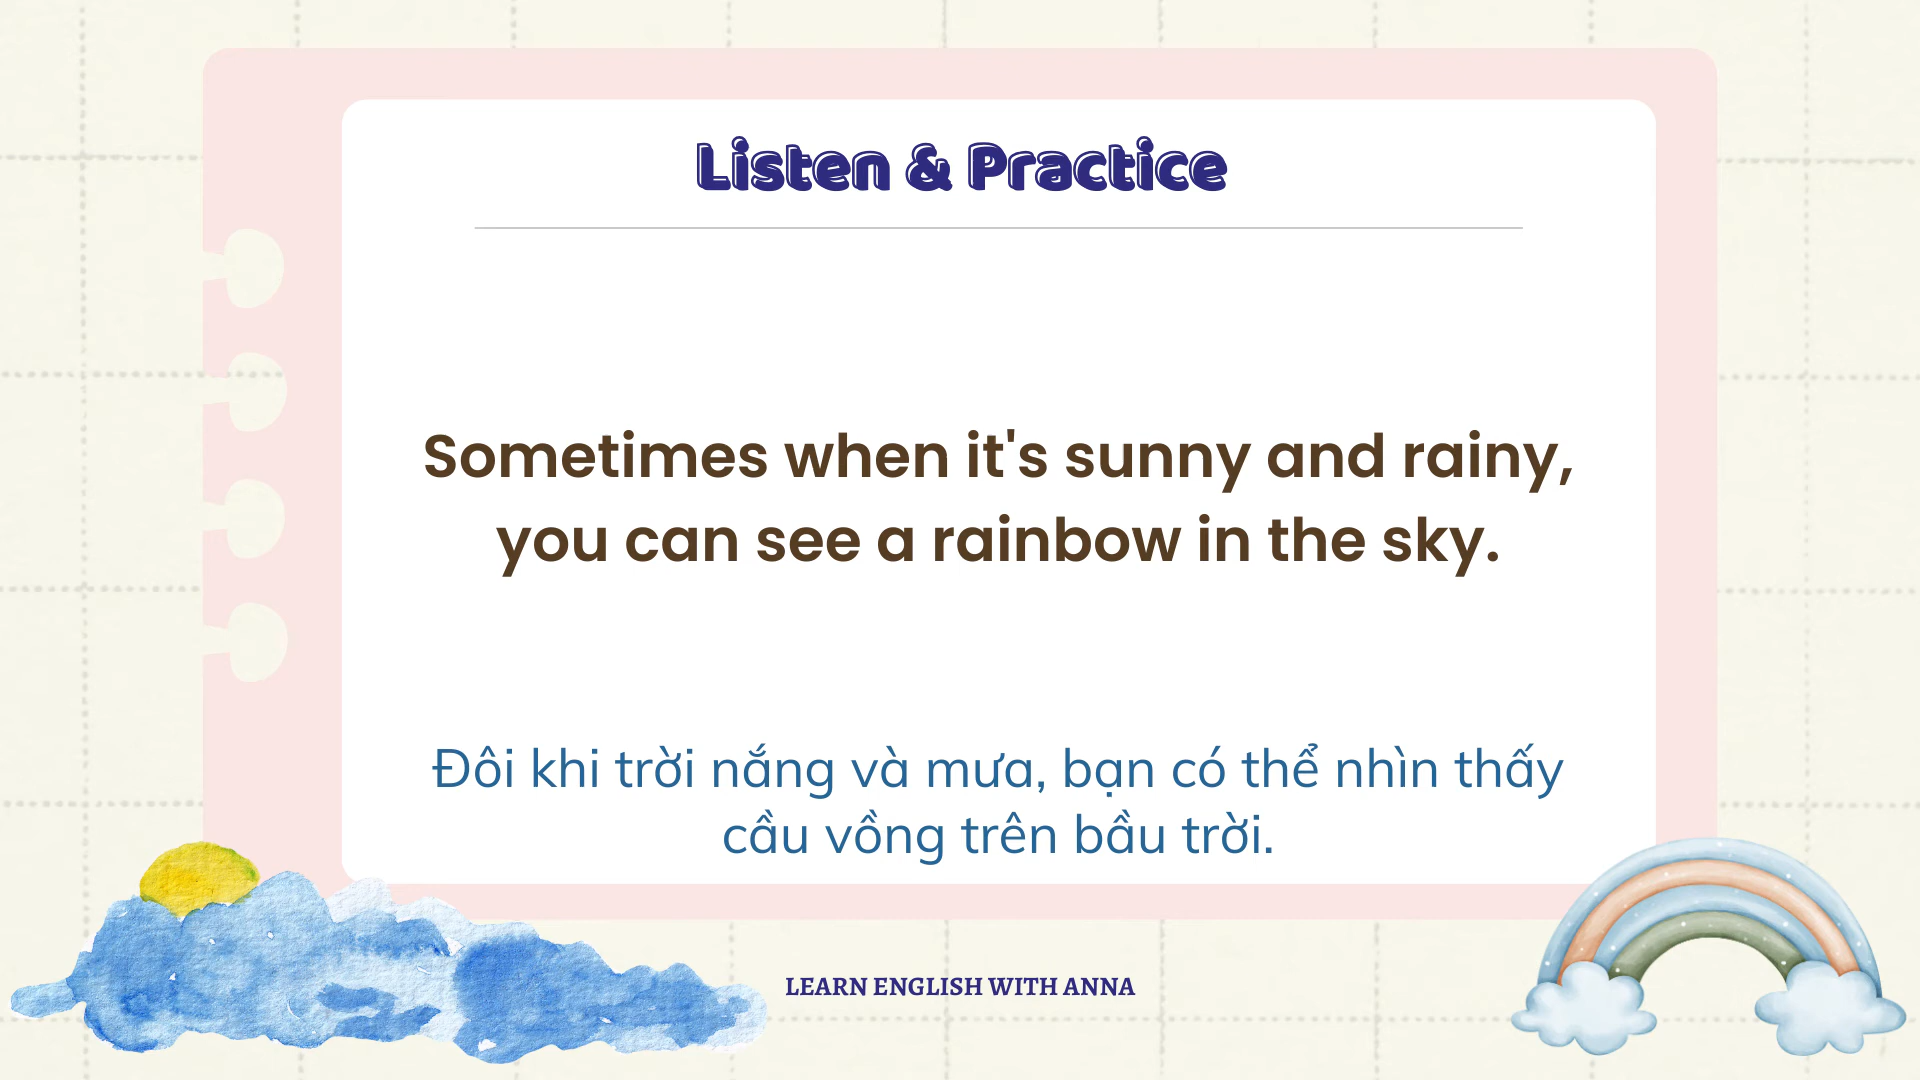 Listen & Practice
Sometimes when it's sunny and rainy,
you can see a rainbow in the sky.
Đôi khi trời nắng và mưa, bạn có thể nhìn thấy
cầu vồng trên bầu trời.
LEARN ENGLISH WITH ANNA